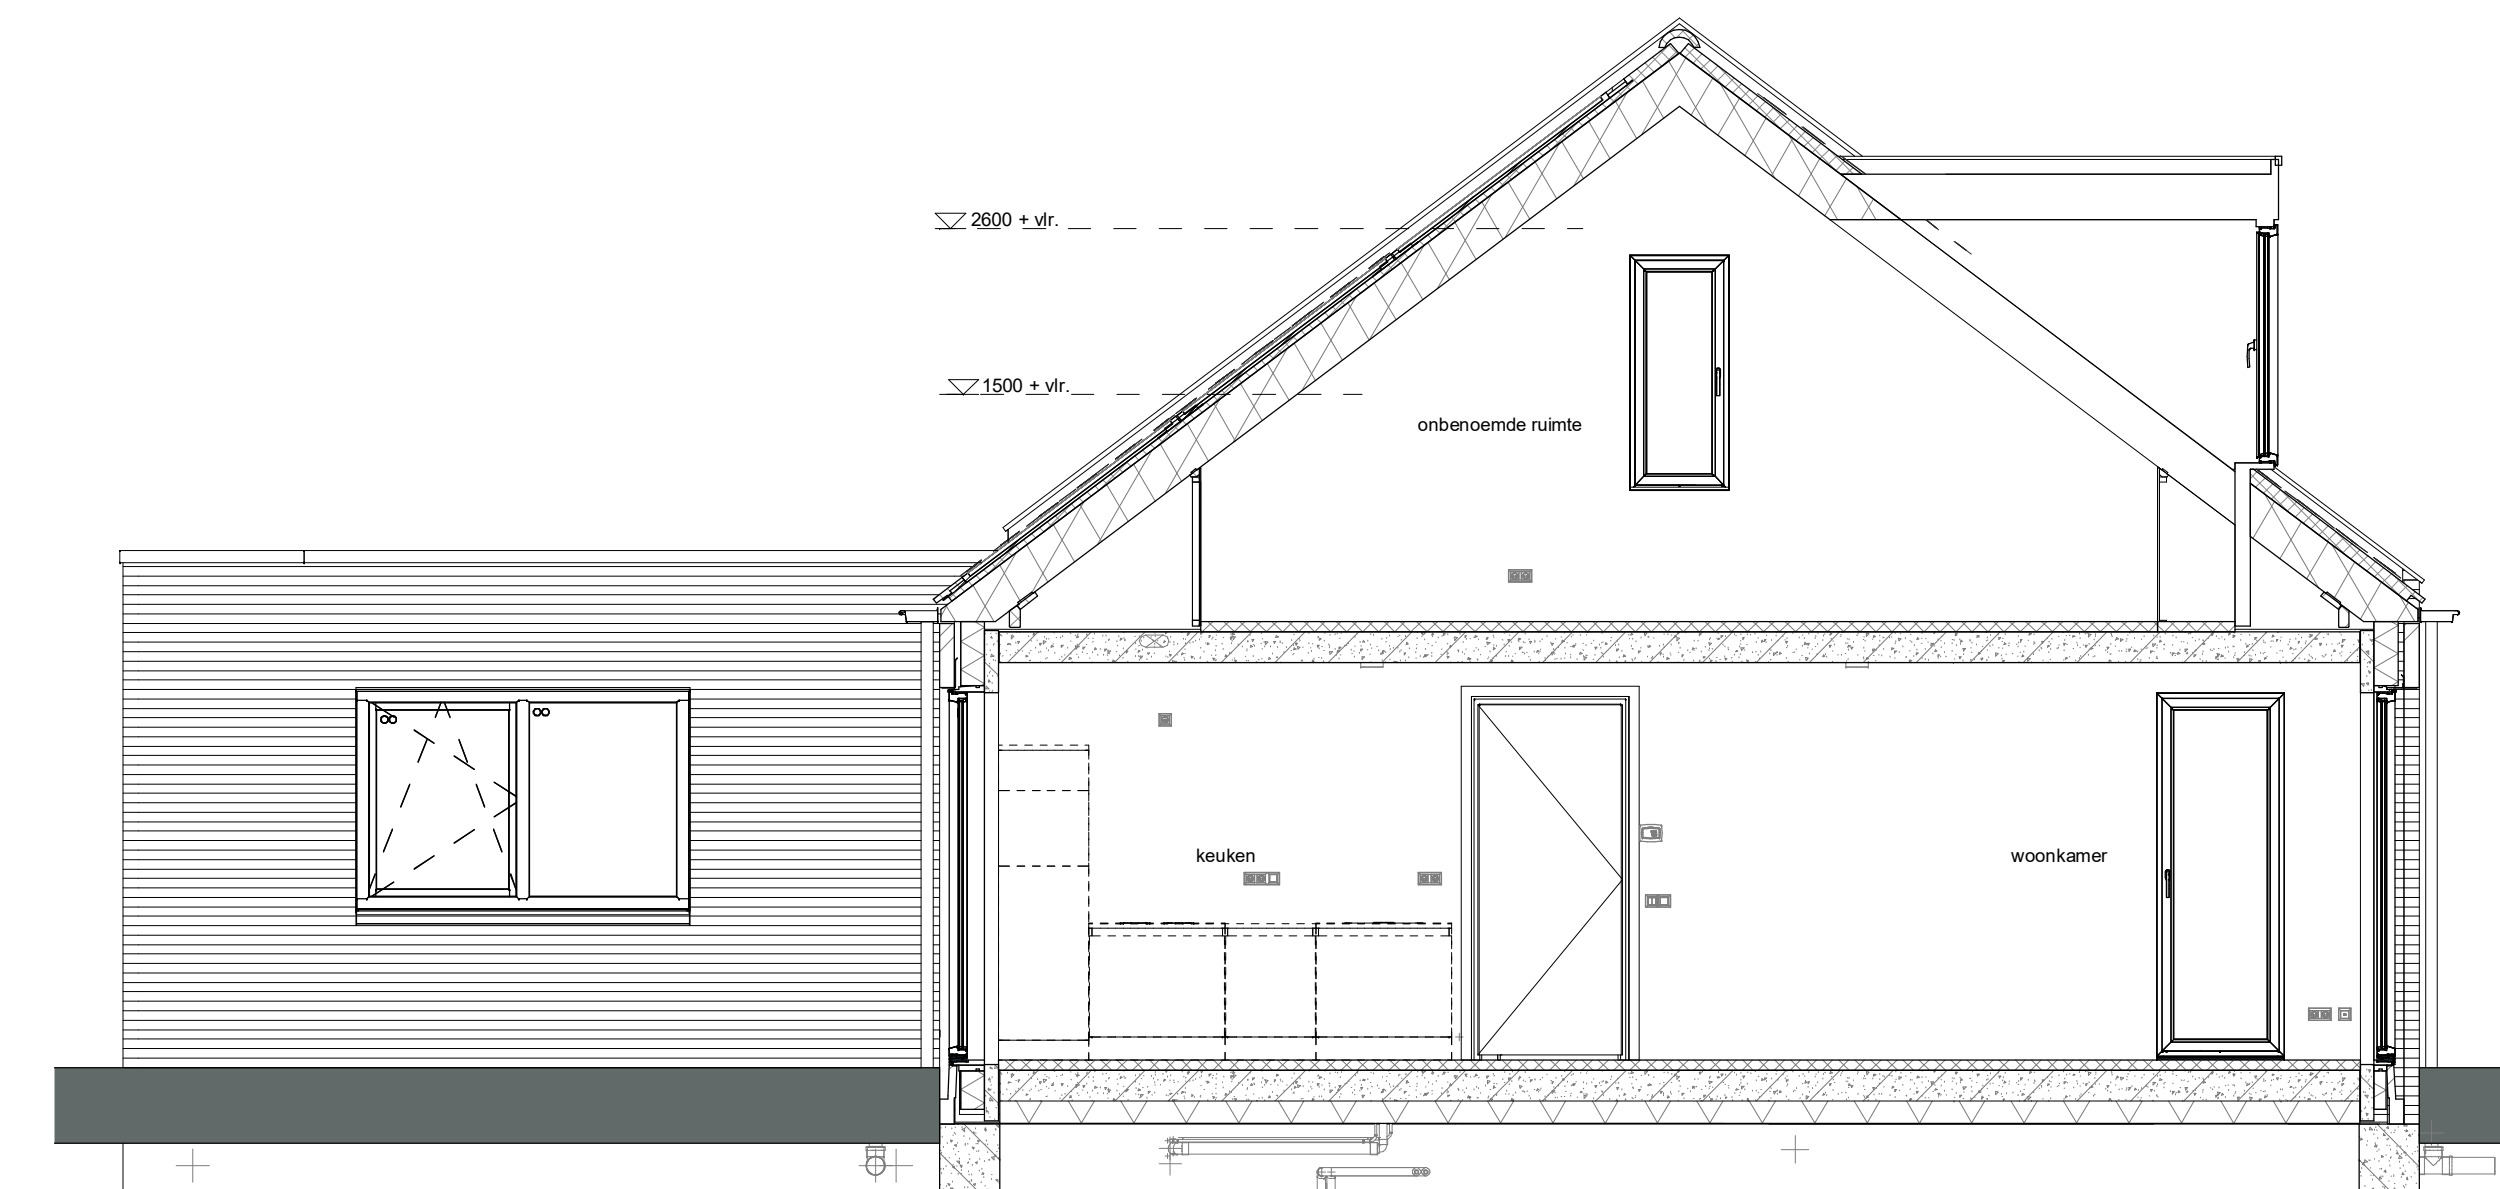 2600 + vlr.
1500 + vlr.
onbenoemde ruimte
keuken
woonkamer